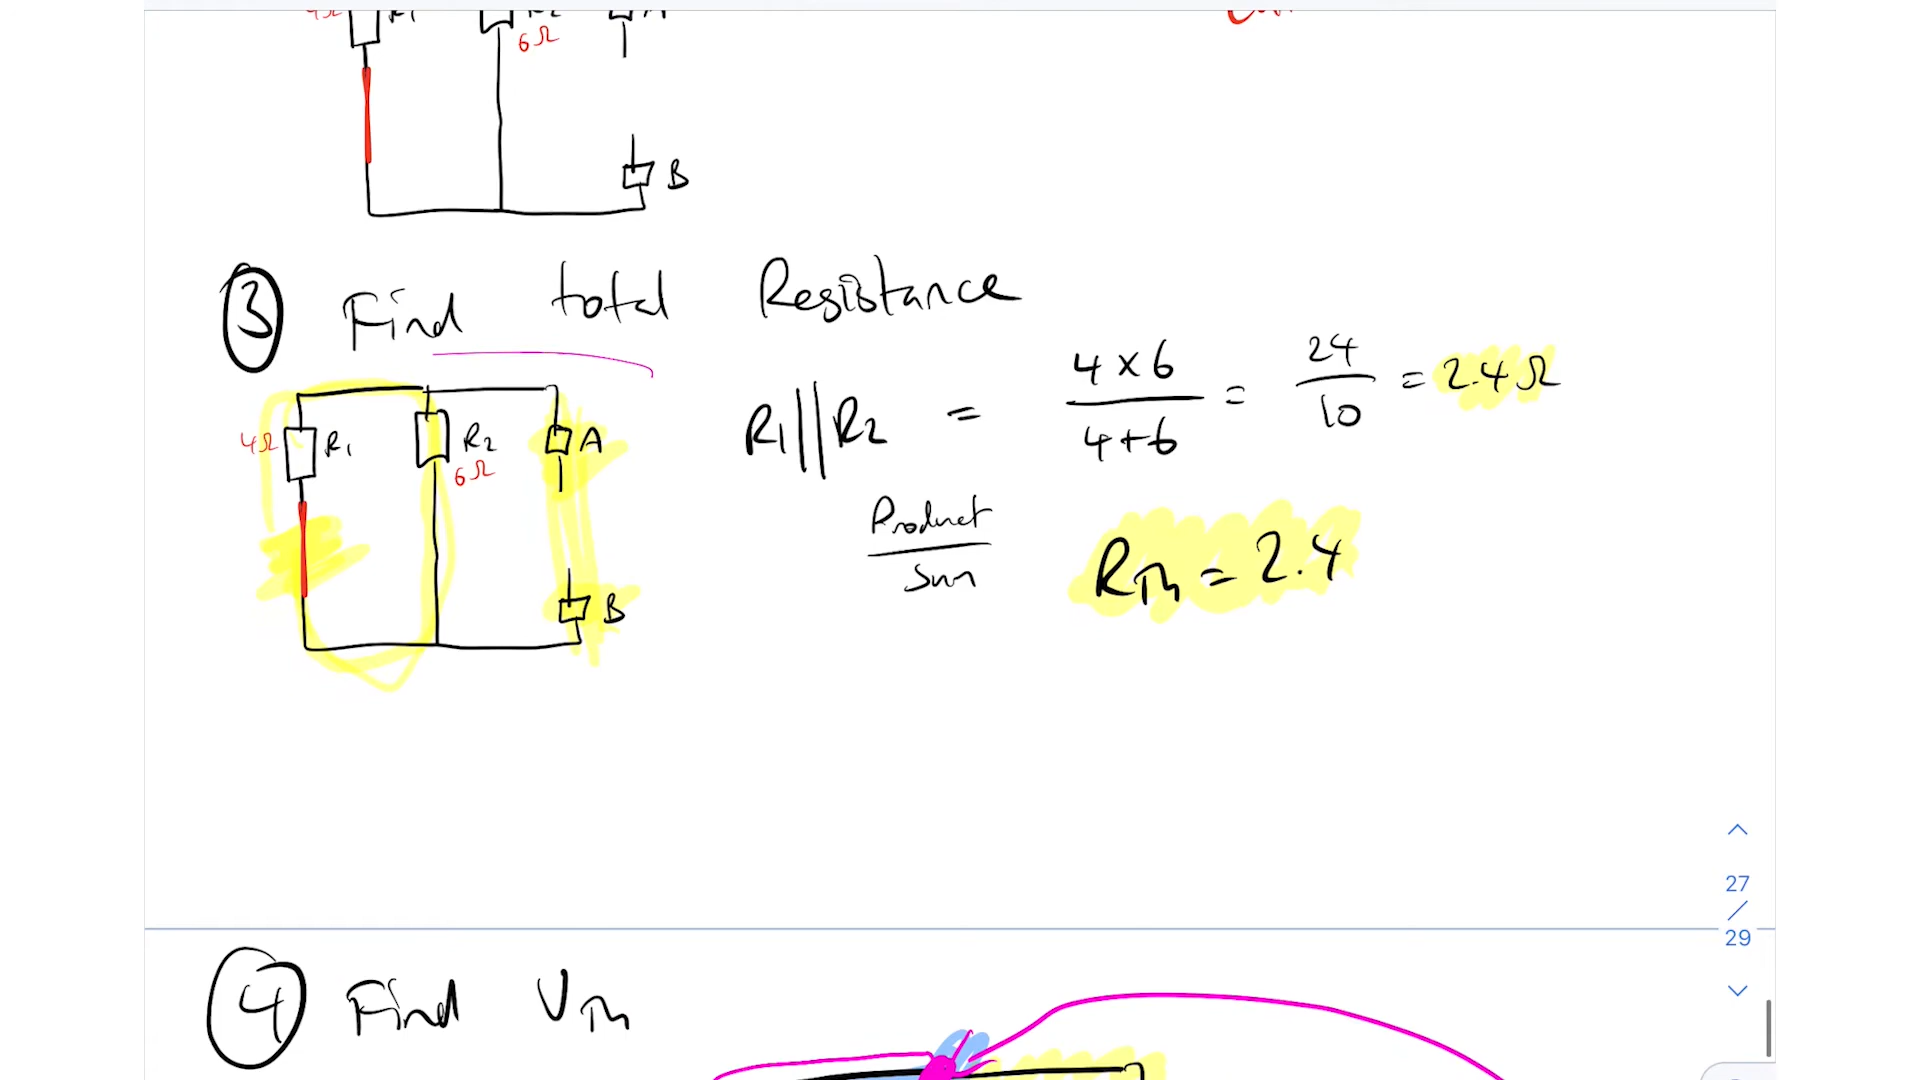 6Ω
B
3 Find total Resistance
4Ω R1 R2 6Ω A
B
R1||R2 = 4 × 6 / 4+6 = 24 / 10 = 2.4Ω
Product / Sum
RTh = 2.4
27
/
29
4 Find VTh